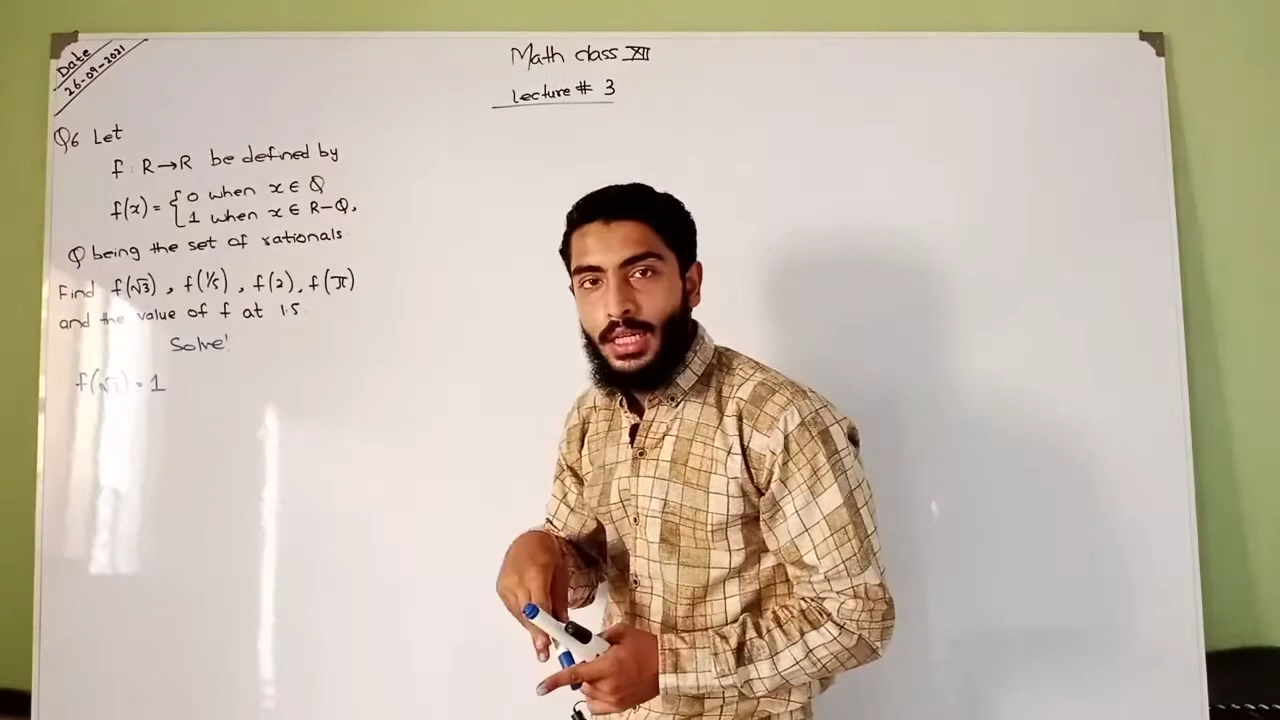 Date
26-09-2021
Math class XII
Lecture # 3
Q6 Let
f : R→R be defined by
f(x) = { 0 when x ∈ Q
1 when x ∈ R-Q,
Q being the set of rationals
Find f(√3), f(1/5), f(2), f(π)
and the value of f at 1.5
Solve!
f(√3) = 1